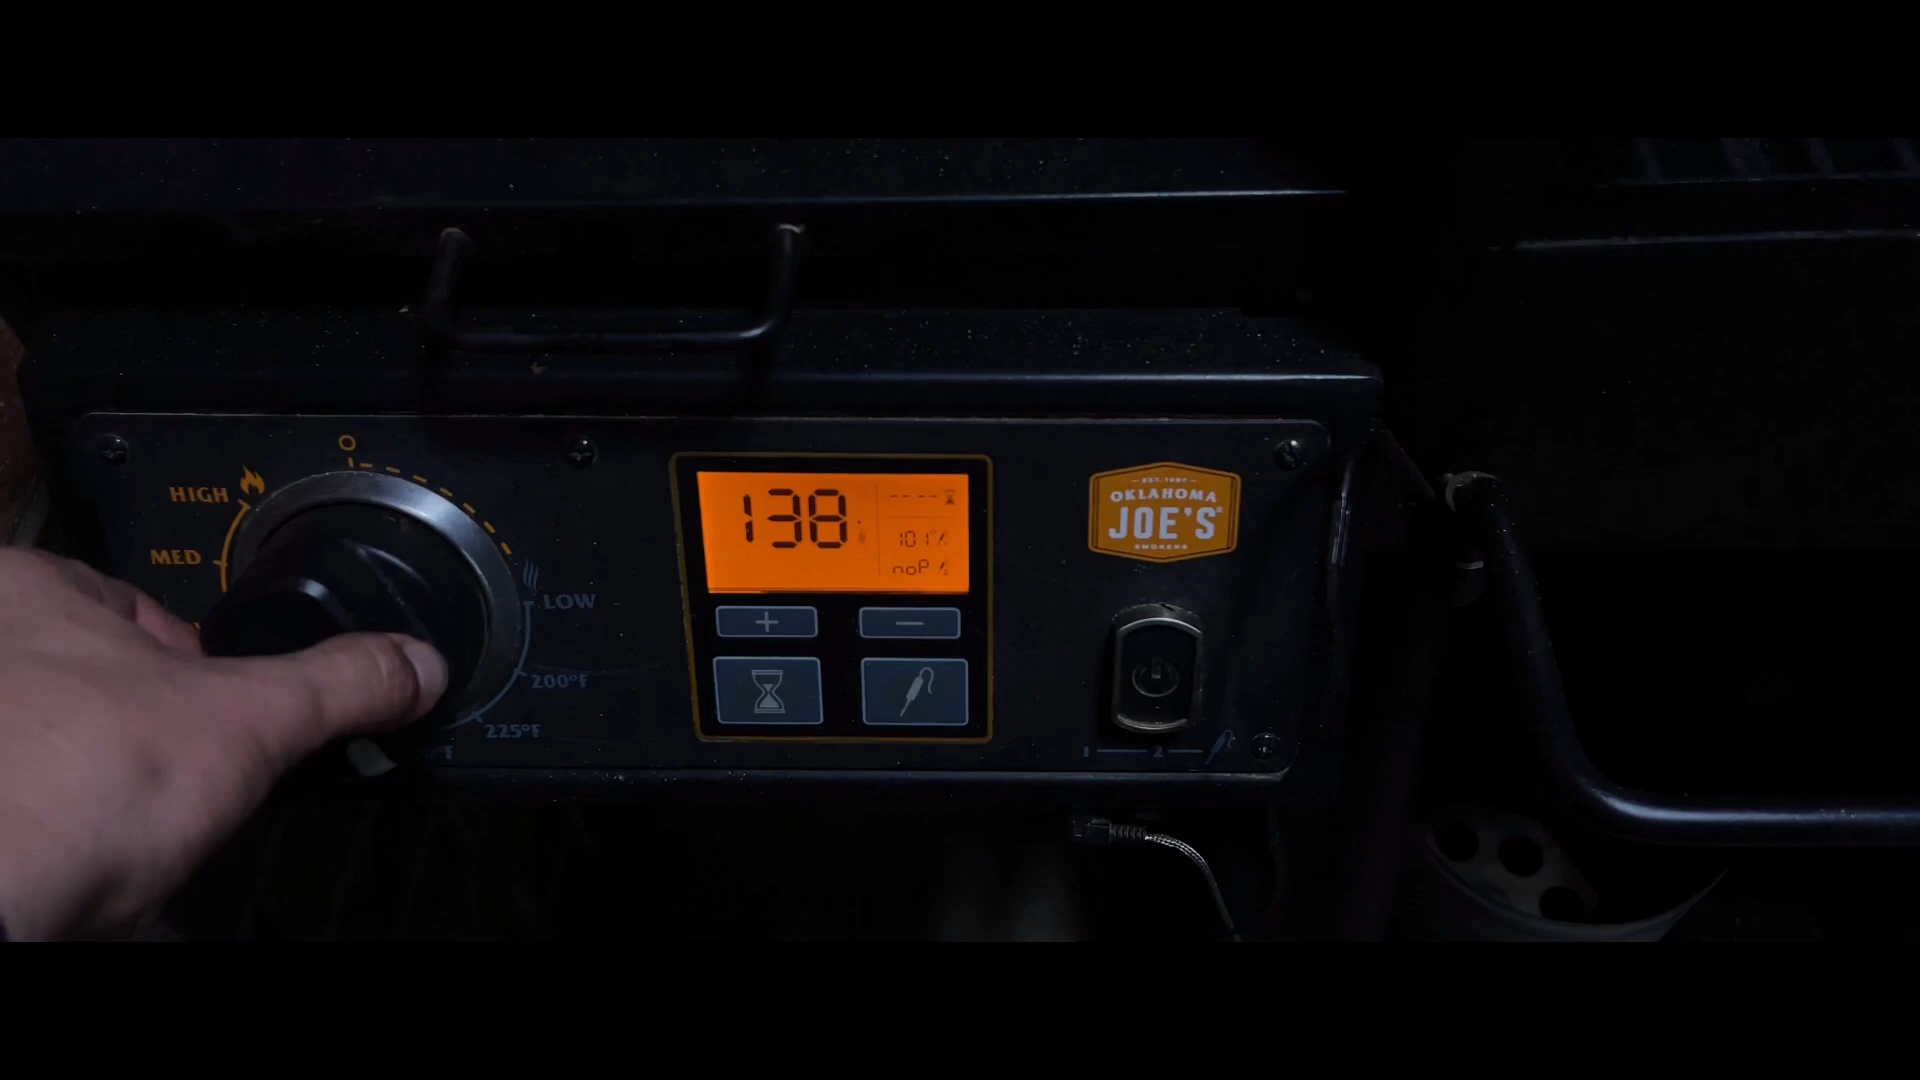 O
HIGH
MED
LOW
200°F
225°F
138
101°
noP
+
−
EST. 1987
OKLAHOMA
JOE'S
SMOKERS
1
2